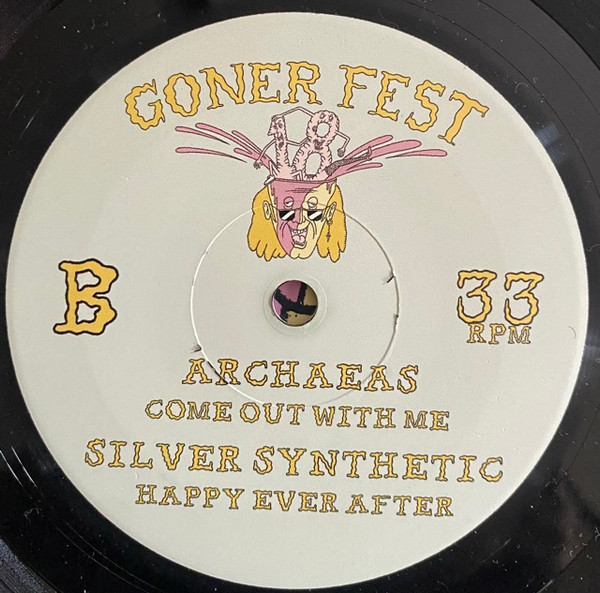 GONER FEST
18
B
33
RPM
ARCHAEAS
COME OUT WITH ME
SILVER SYNTHETIC
HAPPY EVER AFTER